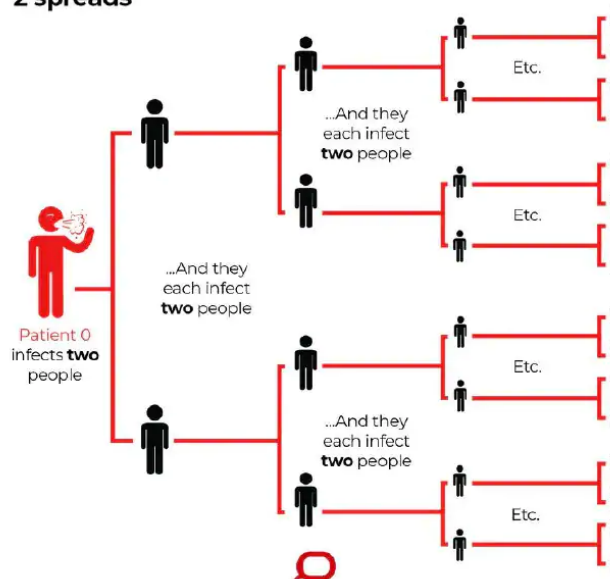 2 spreads
Etc.
...And they
each infect
two people
Etc.
...And they
each infect
two people
Patient 0
infects two
people
Etc.
...And they
each infect
two people
Etc.